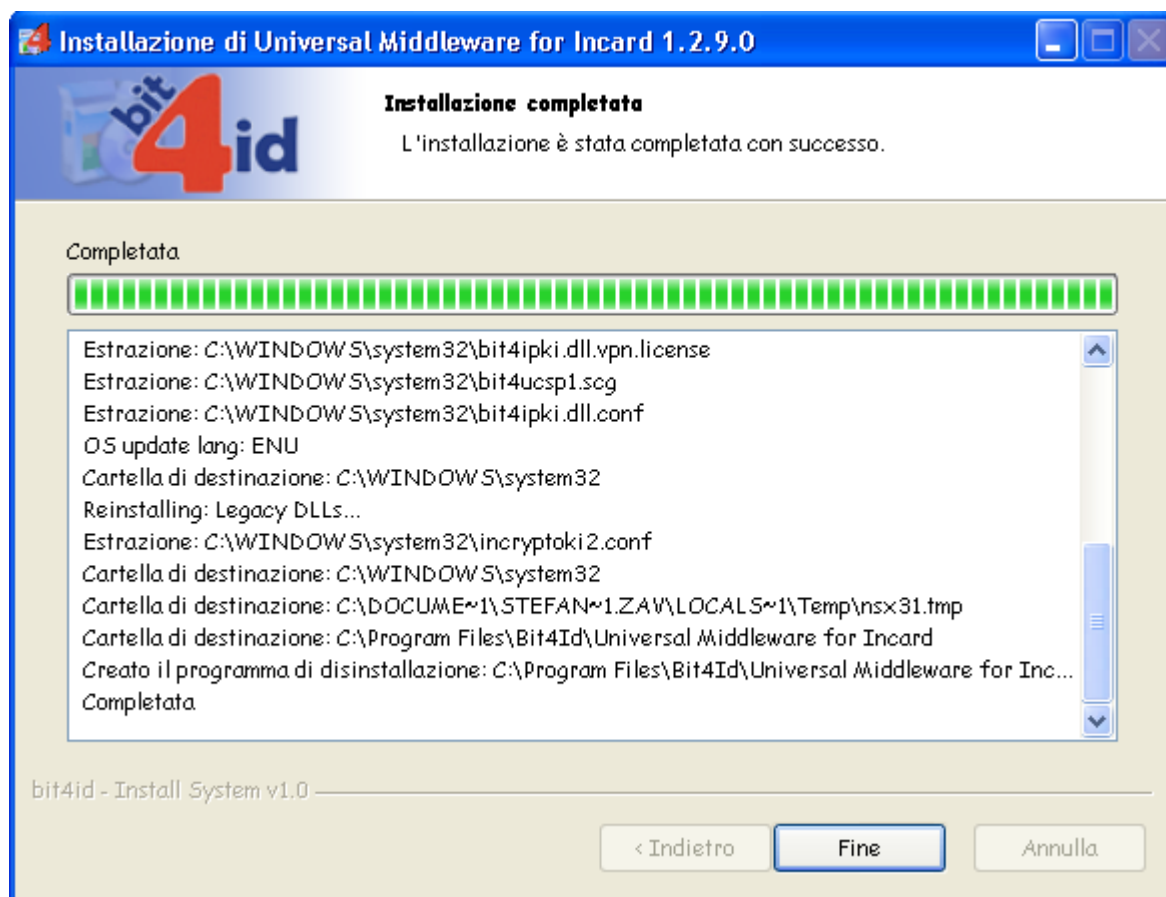 Installazione di Universal Middleware for Incard 1.2.9.0
bit4id
Installazione completata
L'installazione è stata completata con successo.
Completata
Estrazione: C:\WINDOWS\system32\bit4ipki.dll.vpn.license
Estrazione: C:\WINDOWS\system32\bit4ucsp1.scg
Estrazione: C:\WINDOWS\system32\bit4ipki.dll.conf
OS update lang: ENU
Cartella di destinazione: C:\WINDOWS\system32
Reinstalling: Legacy DLLs...
Estrazione: C:\WINDOWS\system32\incryptoki2.conf
Cartella di destinazione: C:\WINDOWS\system32
Cartella di destinazione: C:\DOCUME~1\STEFAN~1.ZAV\LOCALS~1\Temp\nsx31.tmp
Cartella di destinazione: C:\Program Files\Bit4Id\Universal Middleware for Incard
Creato il programma di disinstallazione: C:\Program Files\Bit4Id\Universal Middleware for Inc...
Completata
bit4id - Install System v1.0
< Indietro
Fine
Annulla